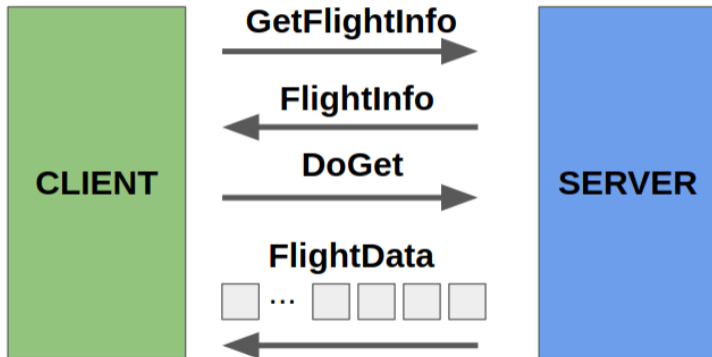 GetFlightInfo
FlightInfo
CLIENT
DoGet
SERVER
FlightData
...